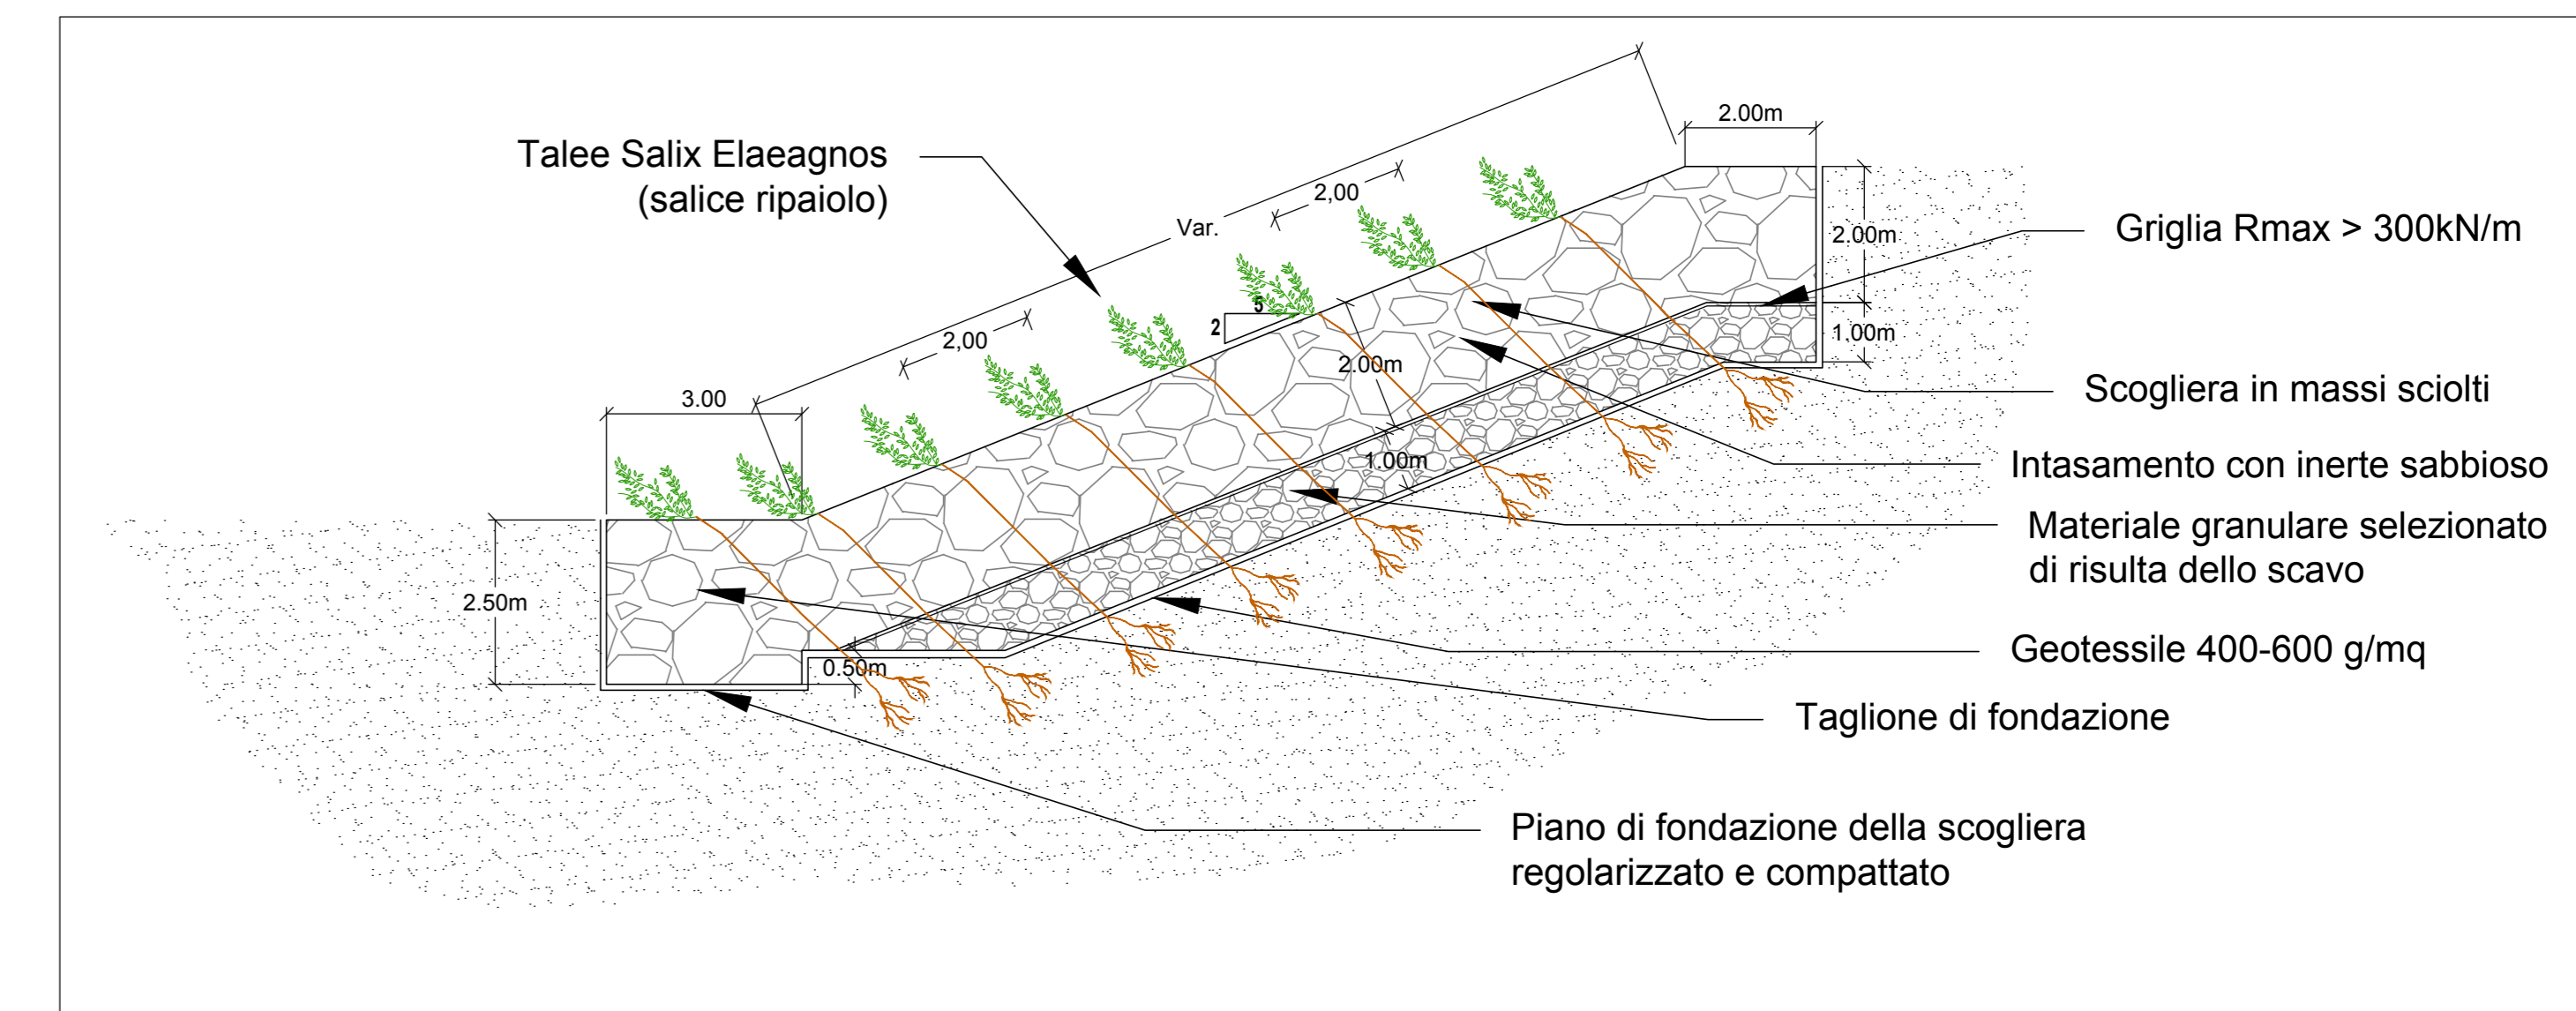 2.00m
Talee Salix Elaeagnos
(salice ripaiolo)
2,00
Var.
2.00m
Griglia Rmax > 300kN/m
5
2
2,00
1.00m
2.00m
3.00
Scogliera in massi sciolti
1.00m
Intasamento con inerte sabbioso
Materiale granulare selezionato
di risulta dello scavo
2.50m
Geotessile 400-600 g/mq
0.50m
Taglione di fondazione
Piano di fondazione della scogliera
regolarizzato e compattato